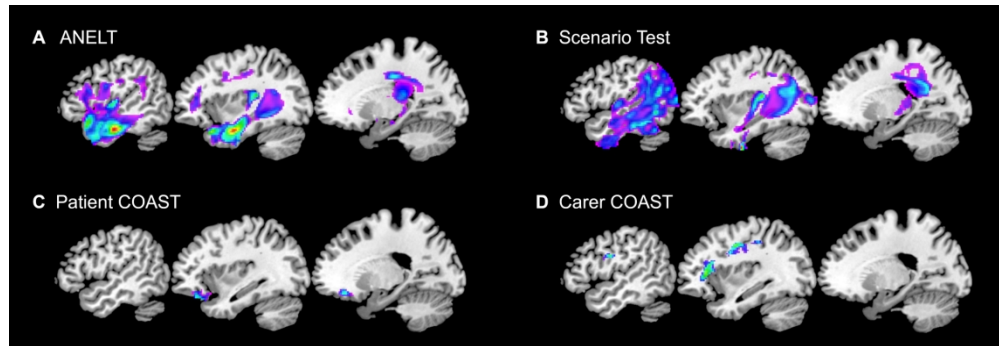 A ANELT
B Scenario Test
C Patient COAST
D Carer COAST